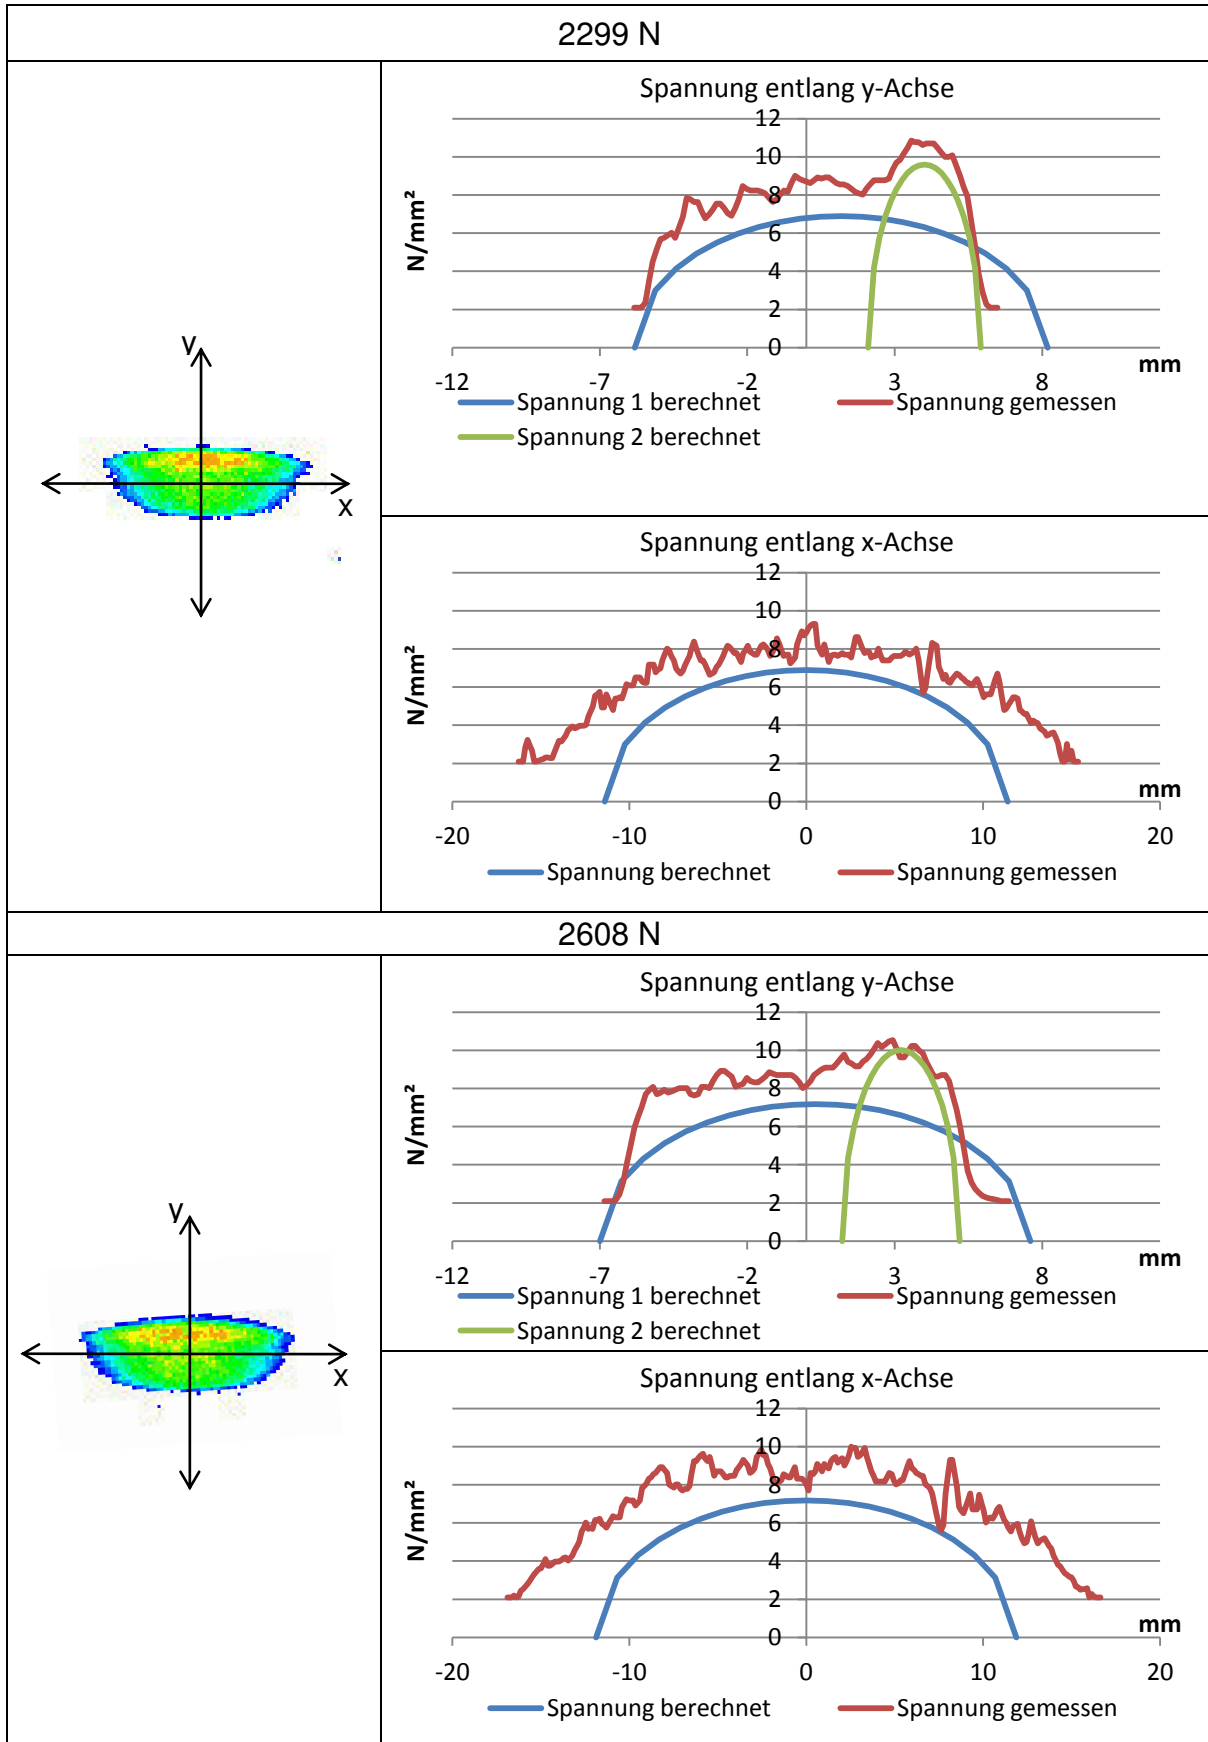 2299 N
y
x
Spannung entlang y-Achse
12
10
8
6
4
2
0
N/mm²
mm
-12 -7 -2 3 8
Spannung 1 berechnet Spannung gemessen
Spannung 2 berechnet
Spannung entlang x-Achse
12
10
8
6
4
2
0
N/mm²
mm
-20 -10 0 10 20
Spannung berechnet Spannung gemessen
2608 N
y
x
Spannung entlang y-Achse
12
10
8
6
4
2
0
N/mm²
mm
-12 -7 -2 3 8
Spannung 1 berechnet Spannung gemessen
Spannung 2 berechnet
Spannung entlang x-Achse
12
10
8
6
4
2
0
N/mm²
mm
-20 -10 0 10 20
Spannung berechnet Spannung gemessen